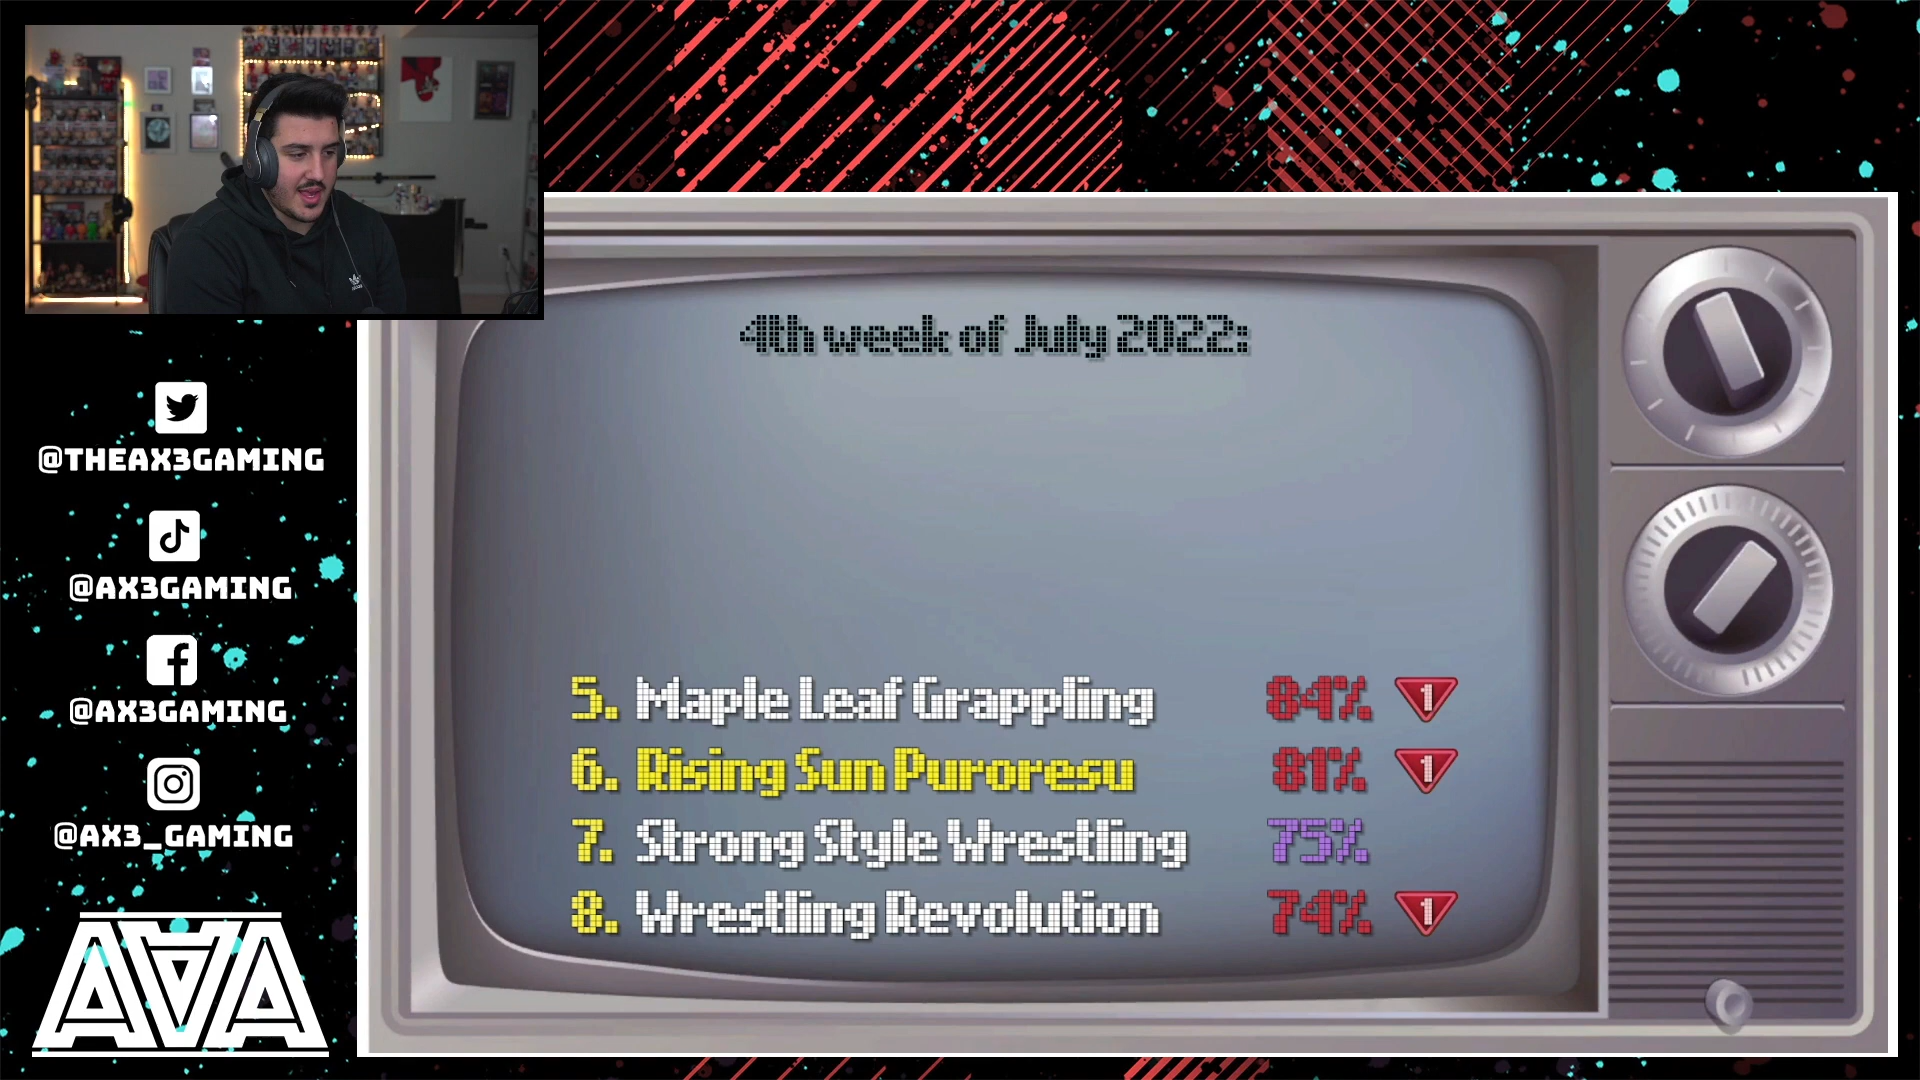 4th week of July 2022:
5. Maple Leaf Grappling 84% 1
6. Rising Sun Puroresu 81% 1
7. Strong Style Wrestling 75%
8. Wrestling Revolution 74% 1
@THEAX3GAMING
@AX3GAMING
@AX3GAMING
@AX3_GAMING